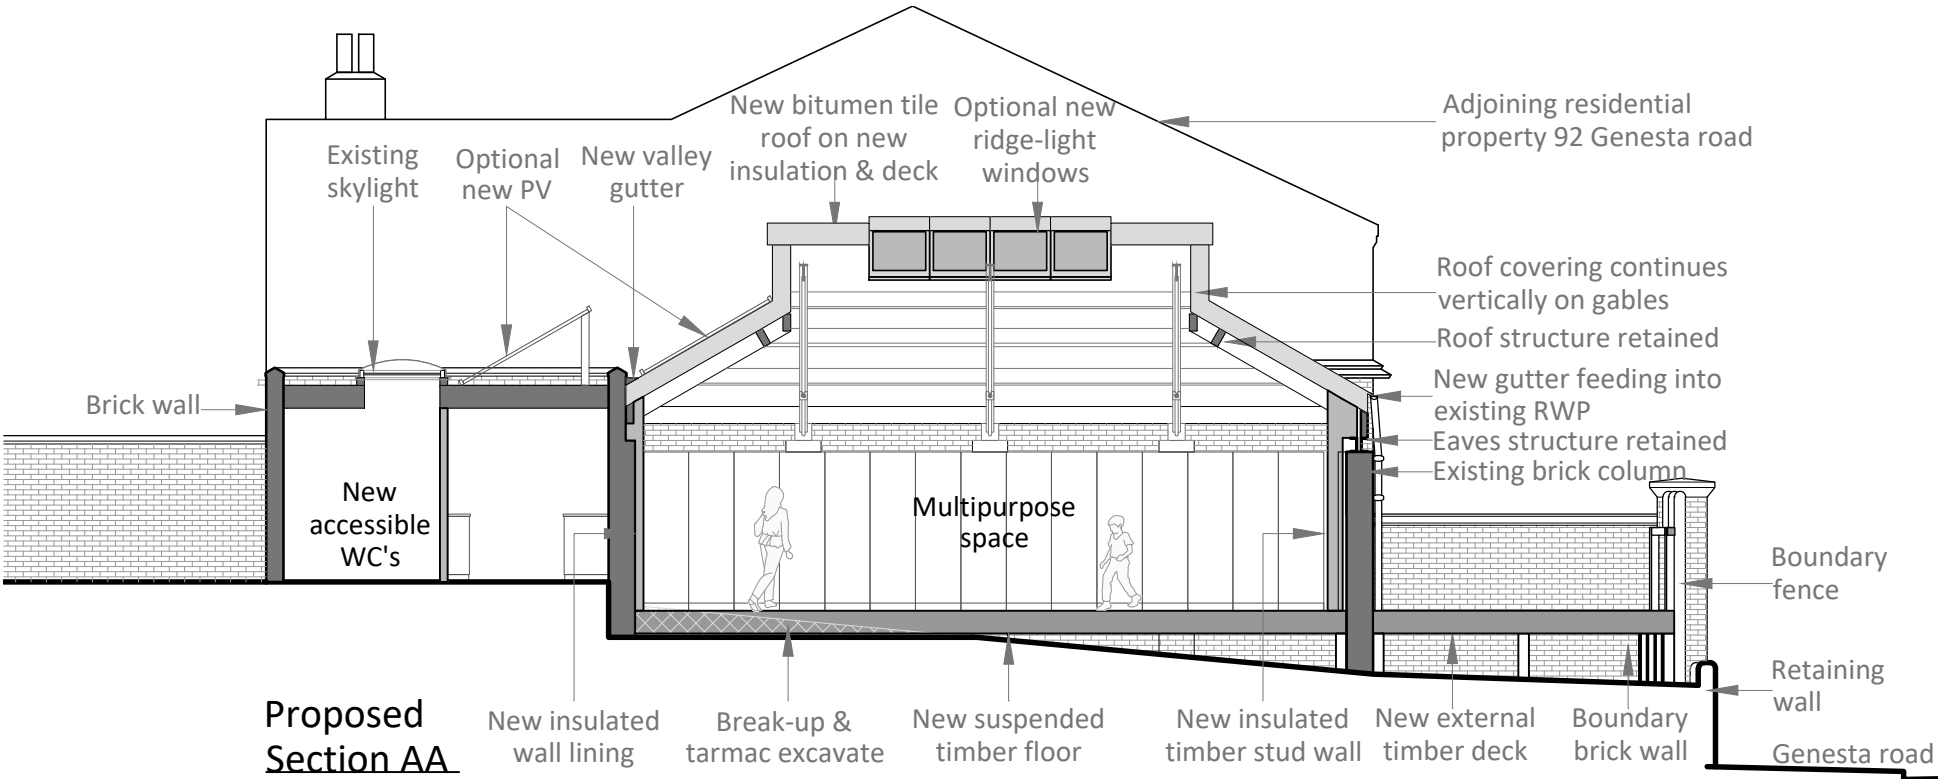 New bitumen tile
roof on new
insulation & deck
Optional new
ridge-light
windows
Adjoining residential
property 92 Genesta road
Existing
skylight
Optional
new PV
New valley
gutter
Roof covering continues
vertically on gables
Roof structure retained
New gutter feeding into
existing RWP
Eaves structure retained
Existing brick column
Brick wall
New
accessible
WC's
Multipurpose
space
Boundary
fence
Retaining
wall
Genesta road
Proposed
Section AA
New insulated
wall lining
Break-up &
tarmac excavate
New suspended
timber floor
New insulated
timber stud wall
New external
timber deck
Boundary
brick wall